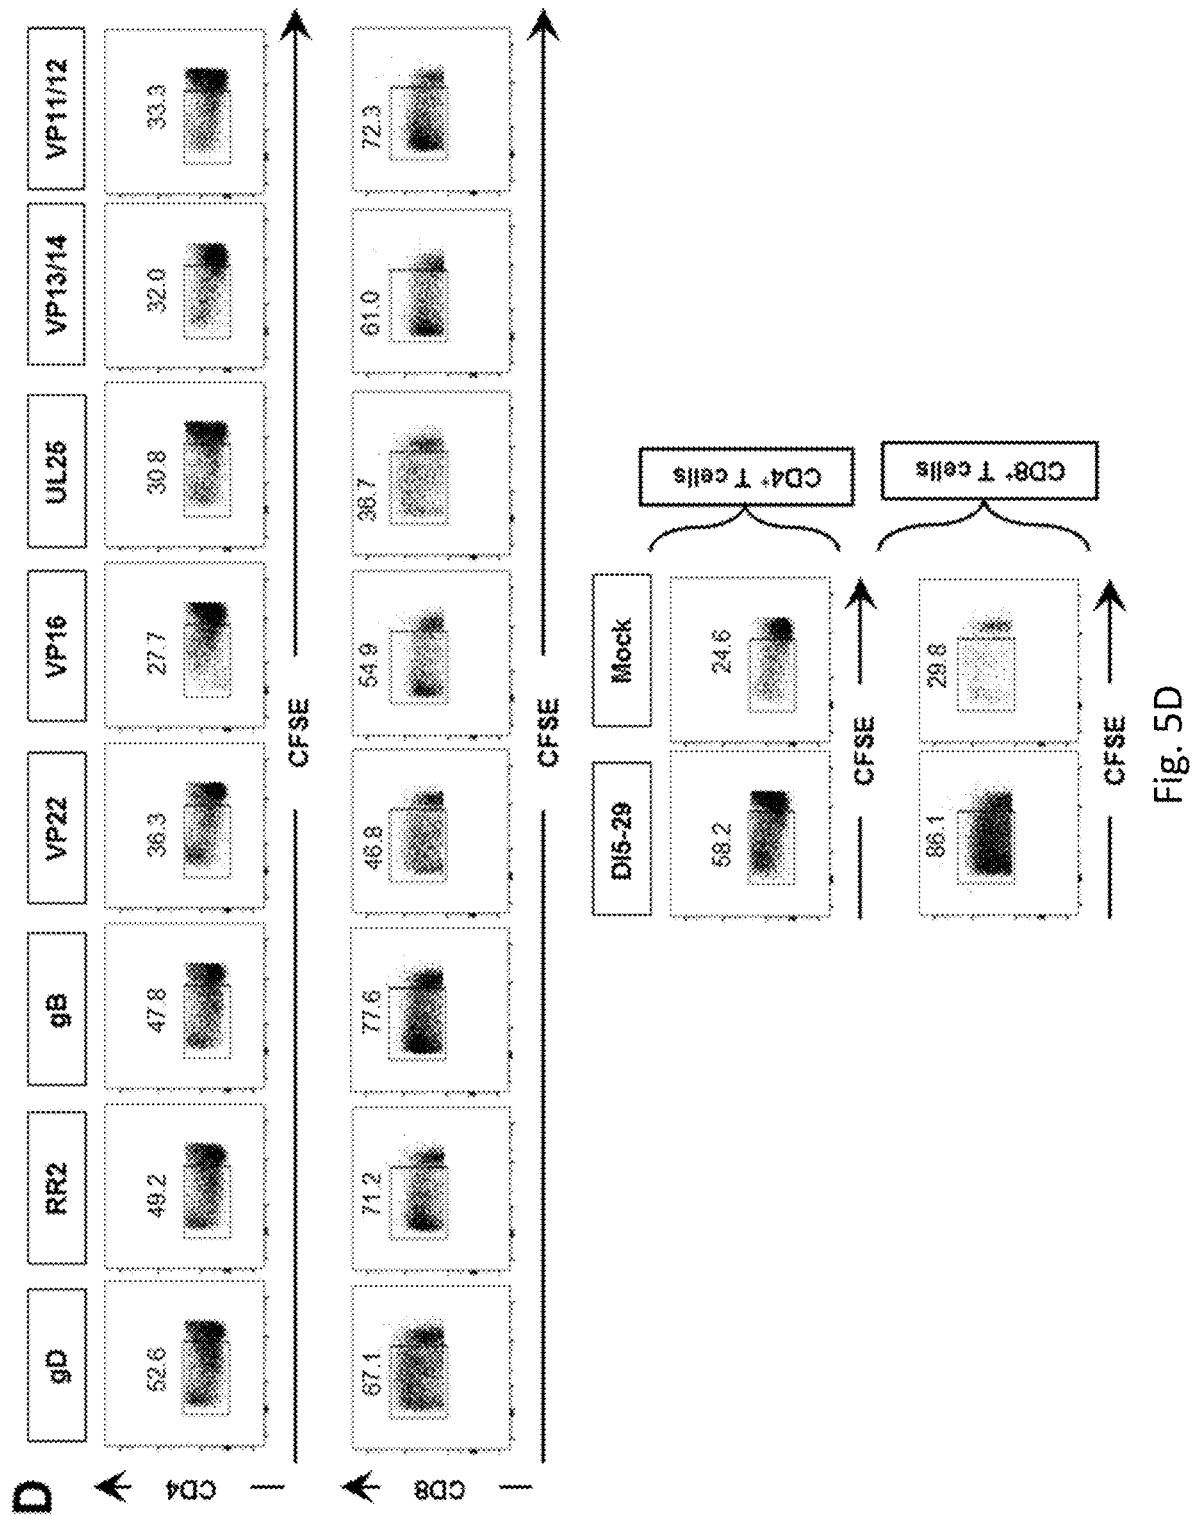 D
gD RR2 gB VP22 VP16 UL25 VP13/14 VP11/12
CD4
52.6 49.2 47.8 36.3 27.7 30.8 32.0 33.3
CFSE
CD8
67.1 71.2 77.6 46.8 54.9 38.7 61.0 72.3
CFSE
DI5-29 Mock
58.2 24.6
CD4+ T cells
CFSE
86.1 29.8
CD8+ T cells
CFSE
Fig. 5D